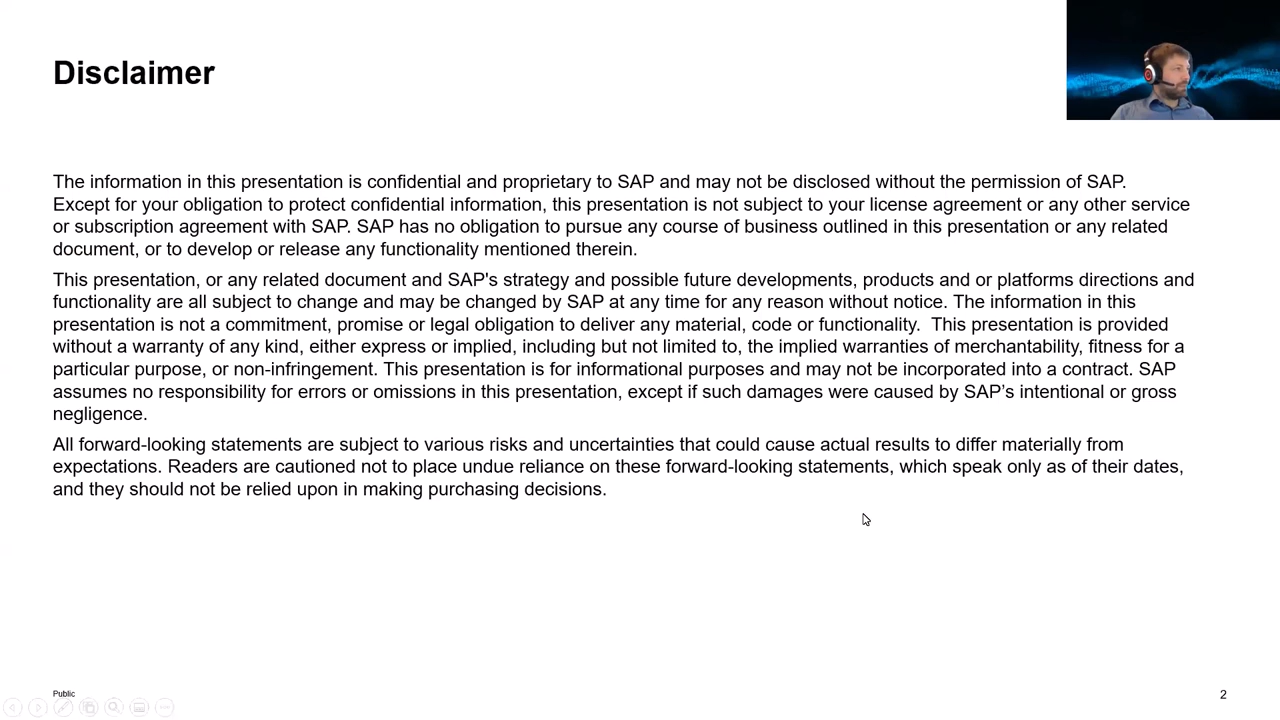 Disclaimer
The information in this presentation is confidential and proprietary to SAP and may not be disclosed without the permission of SAP.
Except for your obligation to protect confidential information, this presentation is not subject to your license agreement or any other service
or subscription agreement with SAP. SAP has no obligation to pursue any course of business outlined in this presentation or any related
document, or to develop or release any functionality mentioned therein.
This presentation, or any related document and SAP's strategy and possible future developments, products and or platforms directions and
functionality are all subject to change and may be changed by SAP at any time for any reason without notice. The information in this
presentation is not a commitment, promise or legal obligation to deliver any material, code or functionality.  This presentation is provided
without a warranty of any kind, either express or implied, including but not limited to, the implied warranties of merchantability, fitness for a
particular purpose, or non-infringement. This presentation is for informational purposes and may not be incorporated into a contract. SAP
assumes no responsibility for errors or omissions in this presentation, except if such damages were caused by SAP’s intentional or gross
negligence.
All forward-looking statements are subject to various risks and uncertainties that could cause actual results to differ materially from
expectations. Readers are cautioned not to place undue reliance on these forward-looking statements, which speak only as of their dates,
and they should not be relied upon in making purchasing decisions.
Public
2